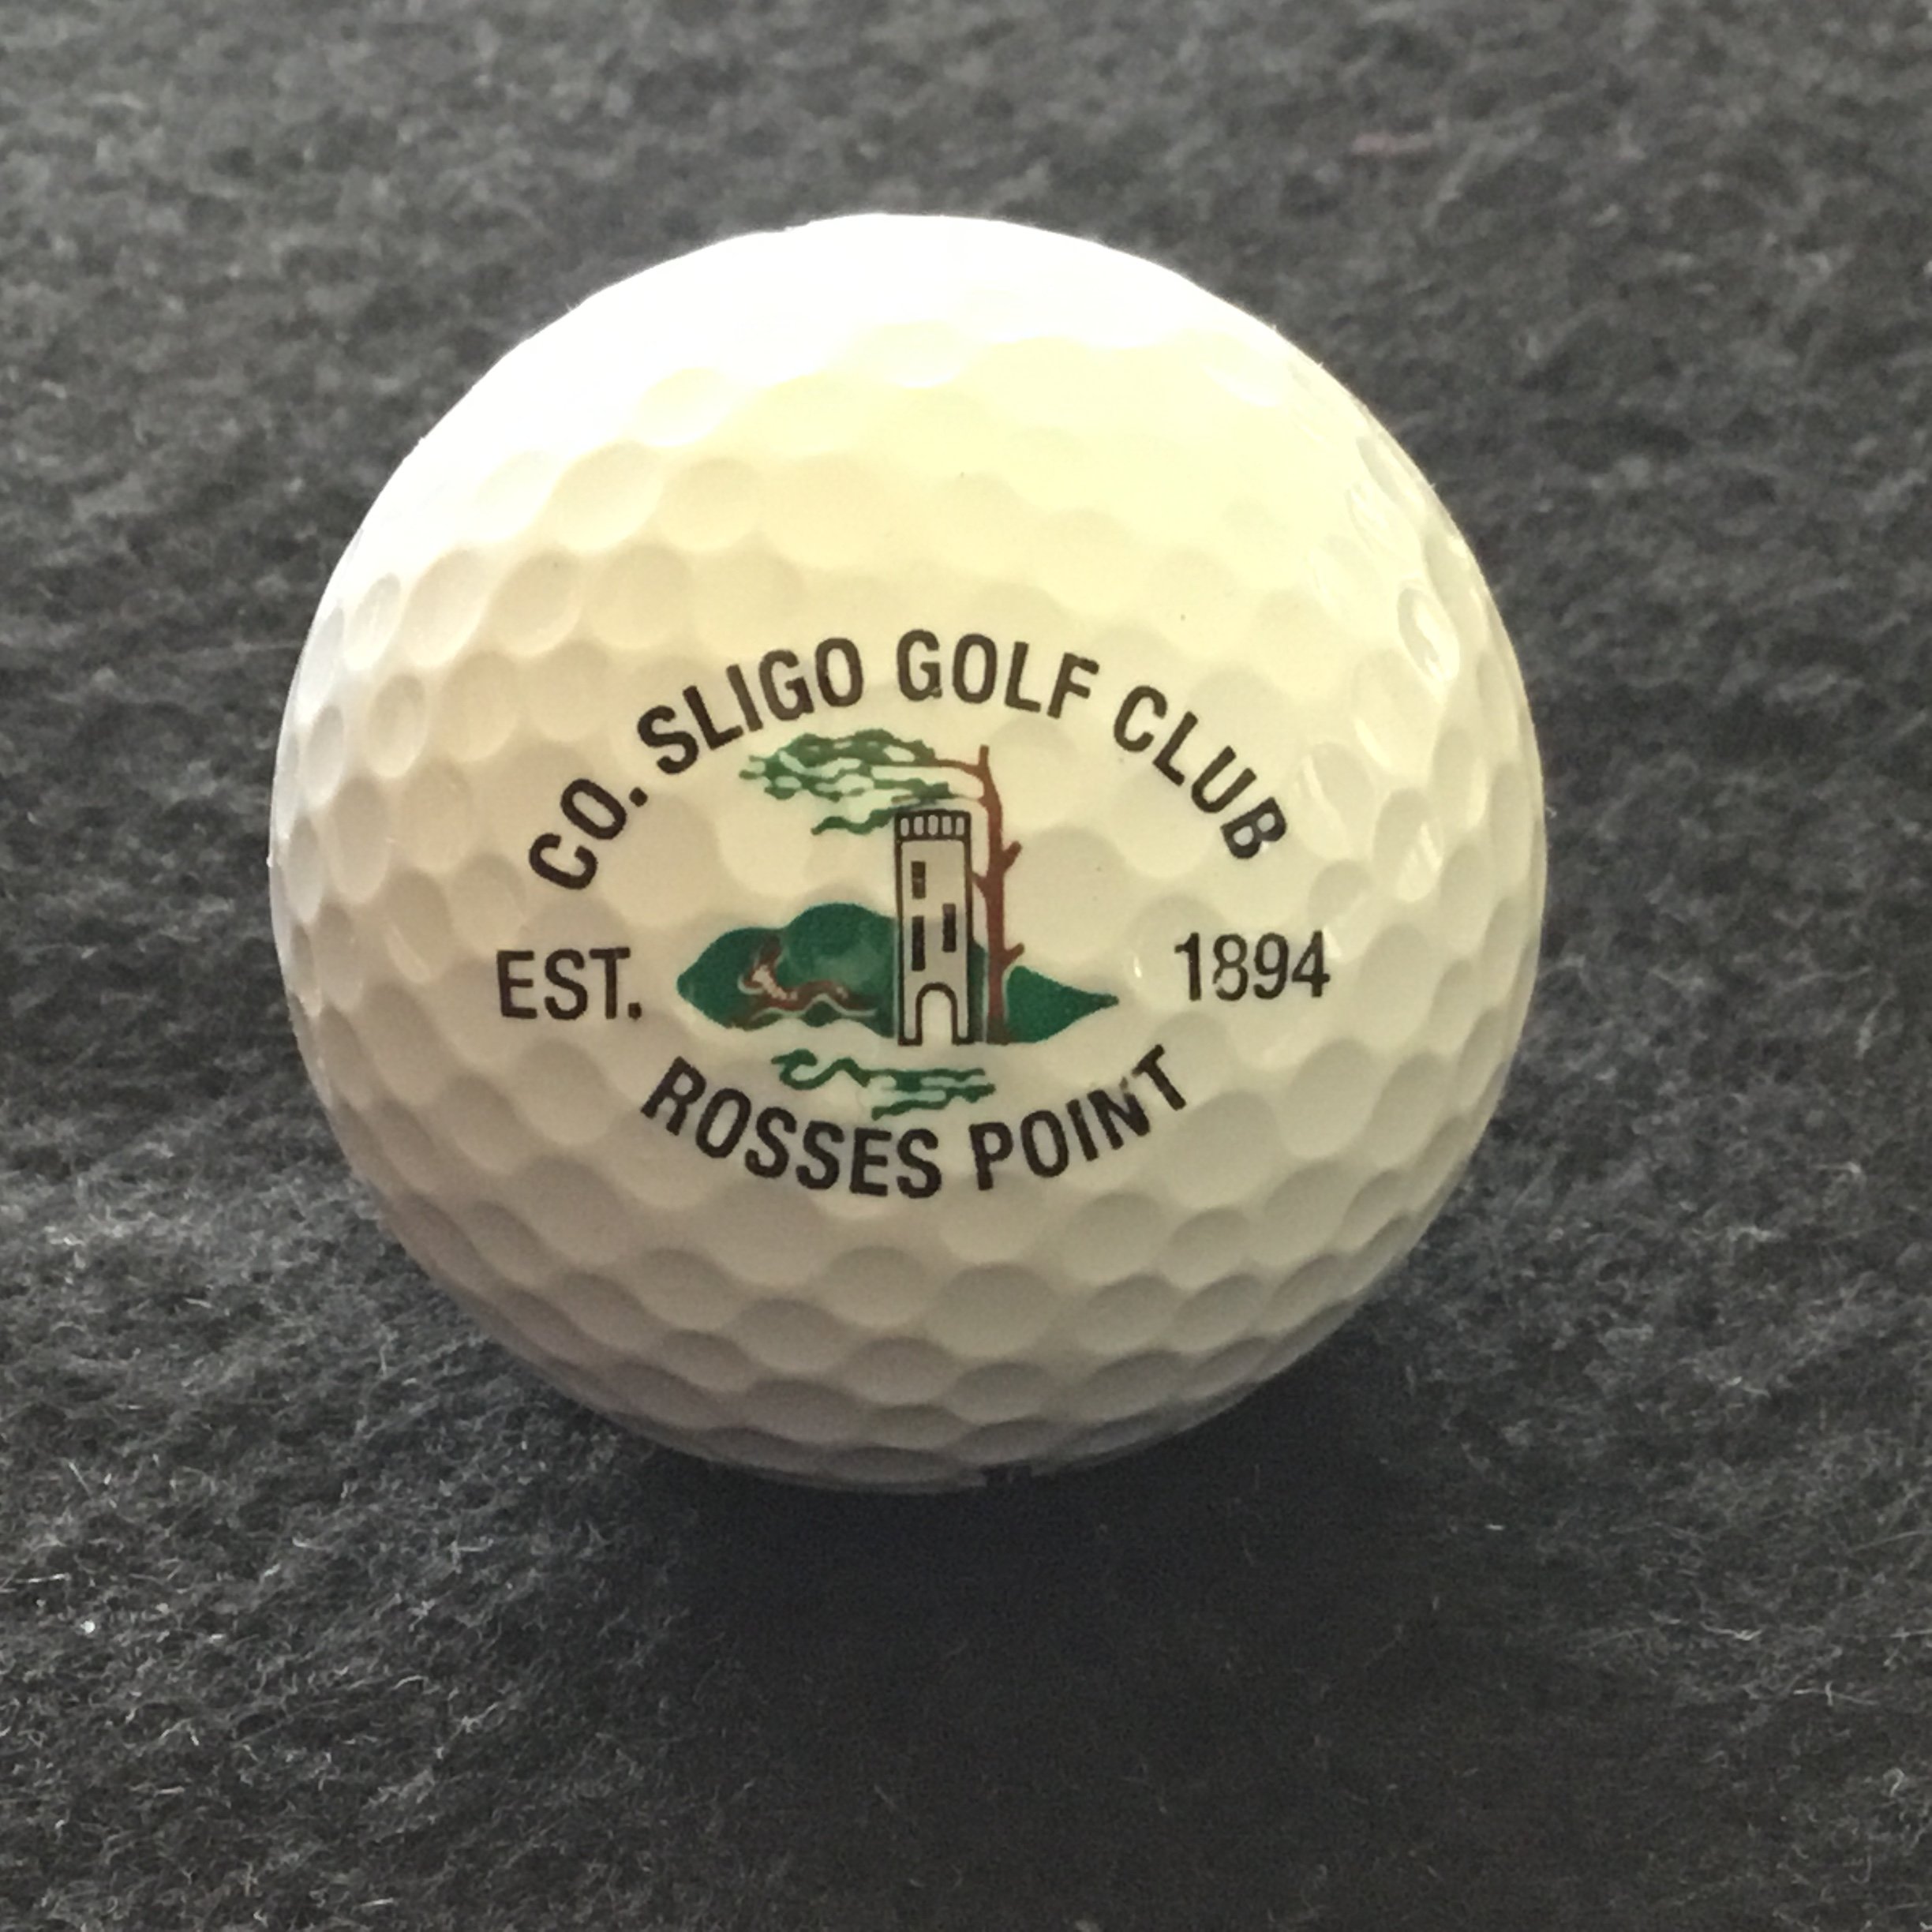 CO. SLIGO GOLF CLUB
EST. 1894
ROSSES POINT